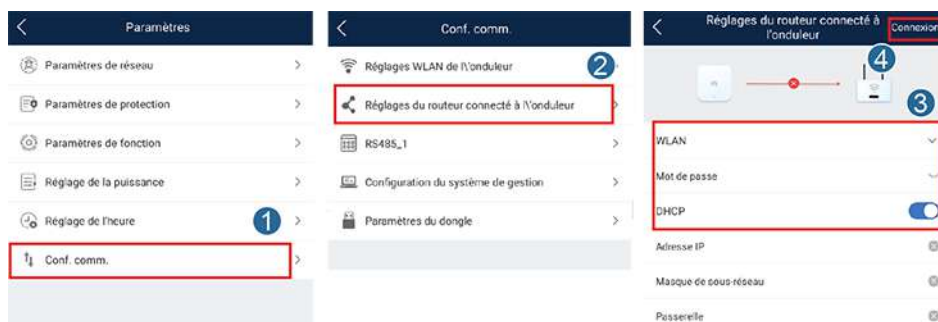 Paramètres
Paramètres de réseau
Paramètres de protection
Paramètres de fonction
Réglage de la puissance
Réglage de l'heure
1
Conf. comm.
Conf. comm.
Réglages WLAN de l\'onduleur
2
Réglages du routeur connecté à l\'onduleur
RS485_1
Configuration du système de gestion
Paramètres du dongle
Réglages du routeur connecté à
l'onduleur
Connexion
4
3
WLAN
Mot de passe
DHCP
Adresse IP
Masque de sous-réseau
Passerelle